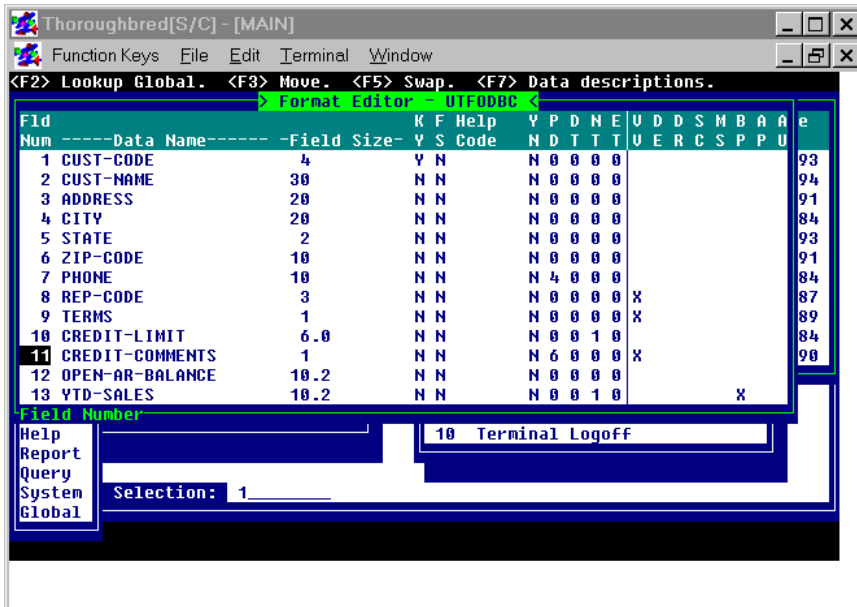 Thoroughbred[S/C] - [MAIN]
Function Keys File Edit Terminal Window
<F2> Lookup Global. <F3> Move. <F5> Swap. <F7> Data descriptions.
> Format Editor - UTFODBC <
Fld K F Help Y P D N E V D D S M B A A e
Num -----Data Name------ -Field Size- Y S Code N D T T T V E R C S P P U
1 CUST-CODE 4 Y N N 0 0 0 0 93
2 CUST-NAME 30 N N N 0 0 0 0 94
3 ADDRESS 20 N N N 0 0 0 0 91
4 CITY 20 N N N 0 0 0 0 84
5 STATE 2 N N N 0 0 0 0 93
6 ZIP-CODE 10 N N N 0 0 0 0 91
7 PHONE 10 N N N 4 0 0 0 84
8 REP-CODE 3 N N N 0 0 0 0 X 87
9 TERMS 1 N N N 0 0 0 0 X 89
10 CREDIT-LIMIT 6.0 N N N 0 0 1 0 84
11 CREDIT-COMMENTS 1 N N N 6 0 0 0 X 90
12 OPEN-AR-BALANCE 10.2 N N N 0 0 0 0
13 YTD-SALES 10.2 N N N 0 0 1 0 X
Field Number
Help 10 Terminal Logoff
Report
Query
System Selection: 1_________
Global